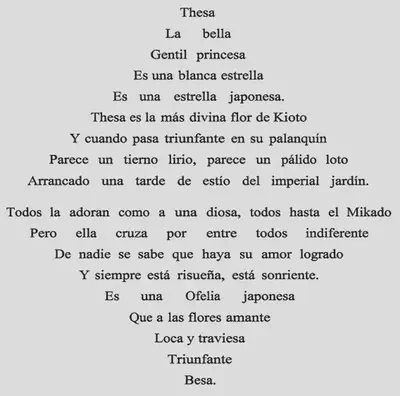 Thesa
La bella
Gentil princesa
Es una blanca estrella
Es una estrella japonesa.
Thesa es la más divina flor de Kioto
Y cuando pasa triunfante en su palanquín
Parece un tierno lirio, parece un pálido loto
Arrancado una tarde de estío del imperial jardín.
Todos la adoran como a una diosa, todos hasta el Mikado
Pero ella cruza por entre todos indiferente
De nadie se sabe que haya su amor logrado
Y siempre está risueña, está sonriente.
Es una Ofelia japonesa
Que a las flores amante
Loca y traviesa
Triunfante
Besa.